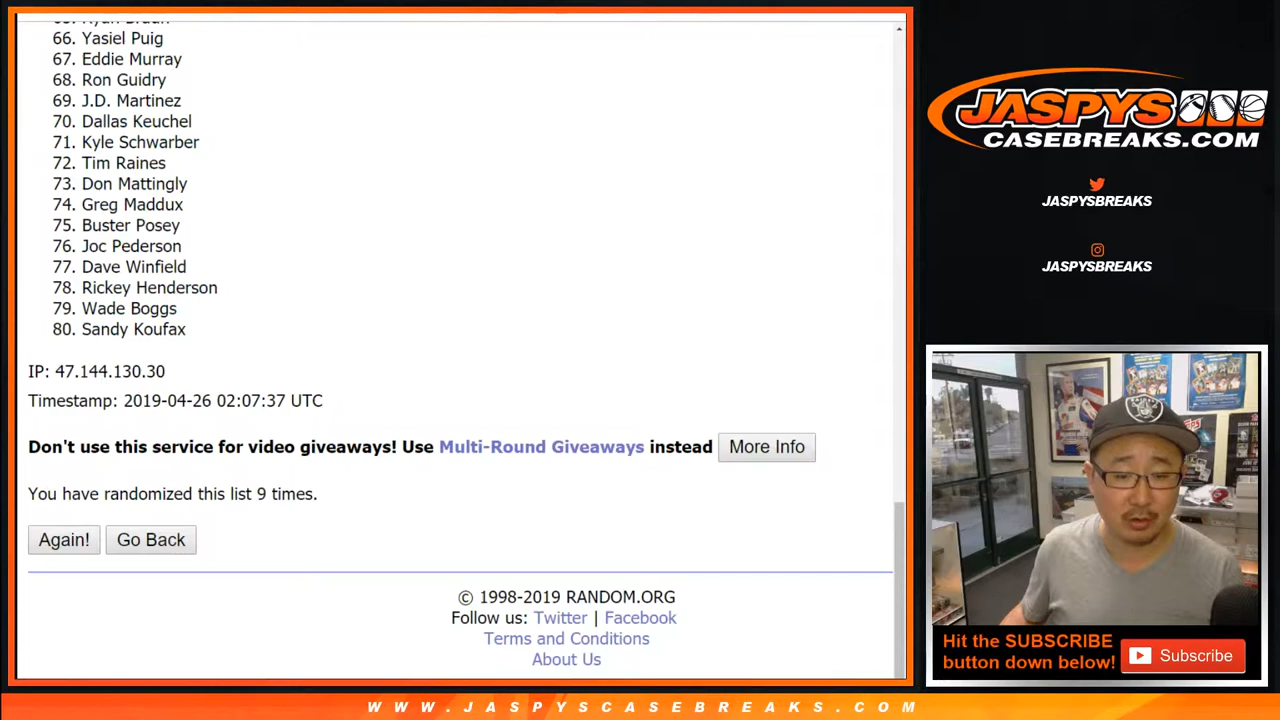 66. Yasiel Puig
67. Eddie Murray
68. Ron Guidry
69. J.D. Martinez
70. Dallas Keuchel
71. Kyle Schwarber
72. Tim Raines
73. Don Mattingly
74. Greg Maddux
75. Buster Posey
76. Joc Pederson
77. Dave Winfield
78. Rickey Henderson
79. Wade Boggs
80. Sandy Koufax
IP: 47.144.130.30
Timestamp: 2019-04-26 02:07:37 UTC
Don't use this service for video giveaways! Use Multi-Round Giveaways instead More Info
You have randomized this list 9 times.
Again! Go Back
© 1998-2019 RANDOM.ORG
Follow us: Twitter | Facebook
Terms and Conditions
About Us
JASPYS
CASEBREAKS.COM
JASPYSBREAKS
JASPYSBREAKS
Hit the SUBSCRIBE
button down below!
Subscribe
WWW.JASPYSCASEBREAKS.COM